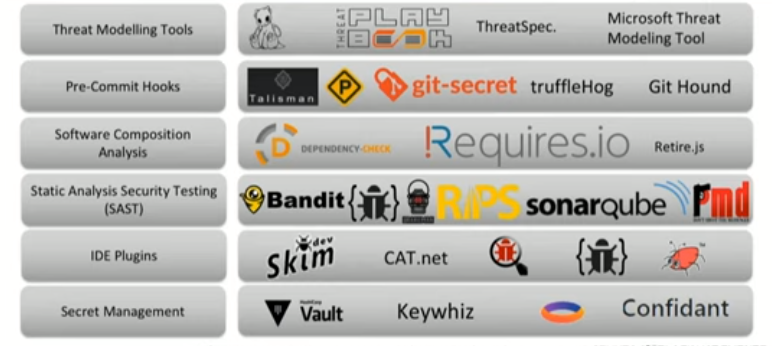 Threat Modelling Tools
THREAT PLAYBOOK
ThreatSpec.
Microsoft Threat
Modeling Tool
Pre-Commit Hooks
Talisman
P
git-secret
truffleHog
Git Hound
Software Composition
Analysis
DEPENDENCY-CHECK
Requires.io
Retire.js
Static Analysis Security Testing
(SAST)
Bandit
RIPS
sonarqube
pmd
IDE Plugins
dev
Skim
CAT.net
Secret Management
Vault
Keywhiz
Confidant